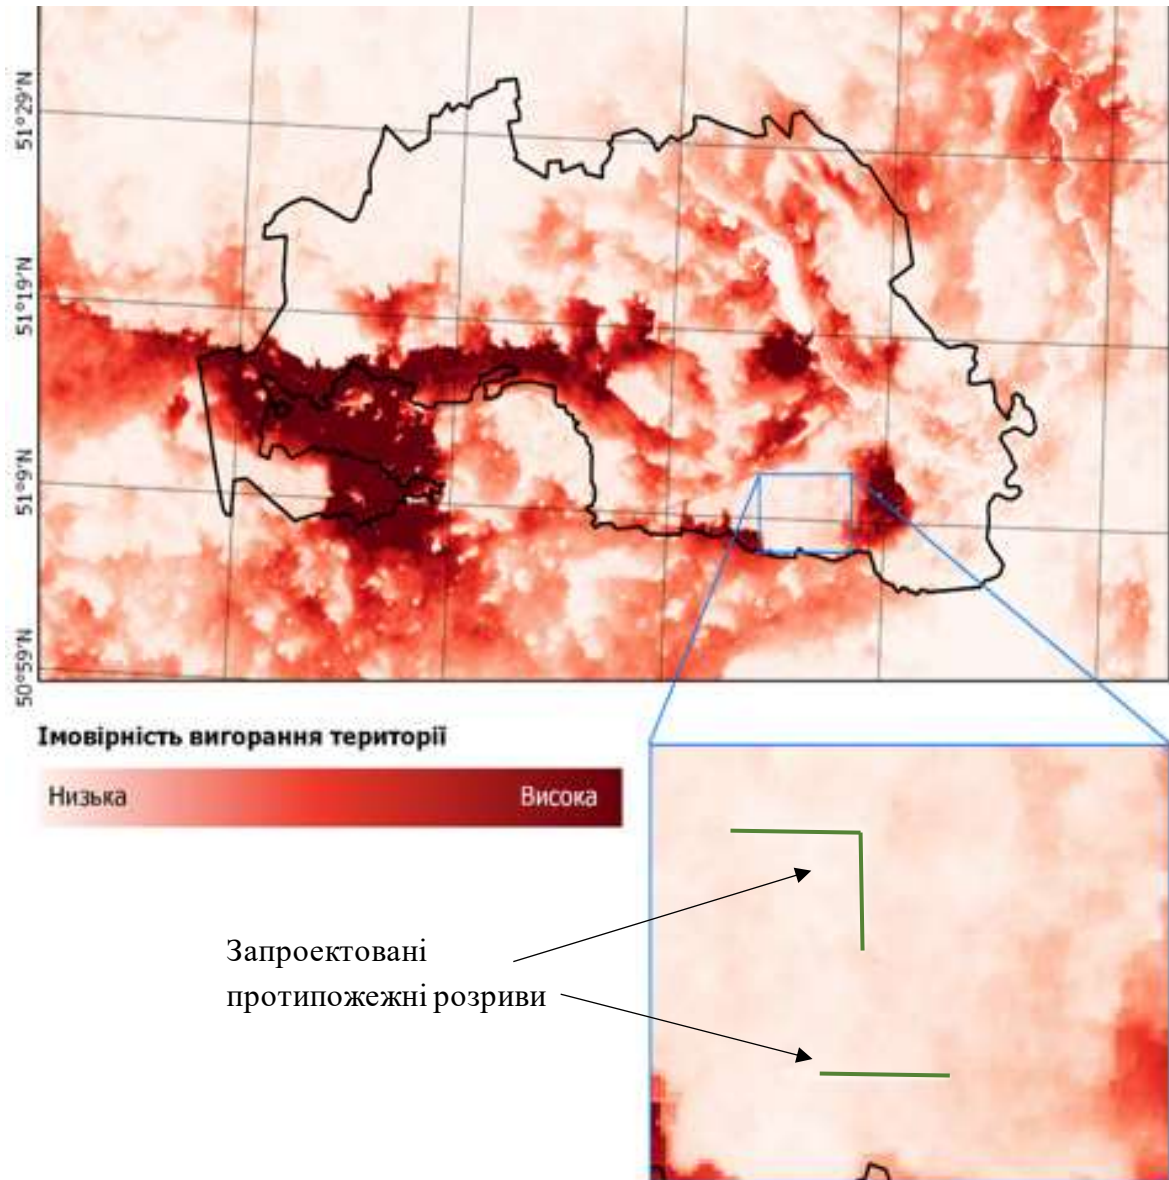 51°29'N
51°19'N
51°9'N
50°59'N
Імовірність вигорання території
Низька
Висока
Запроектовані
протипожежні розриви